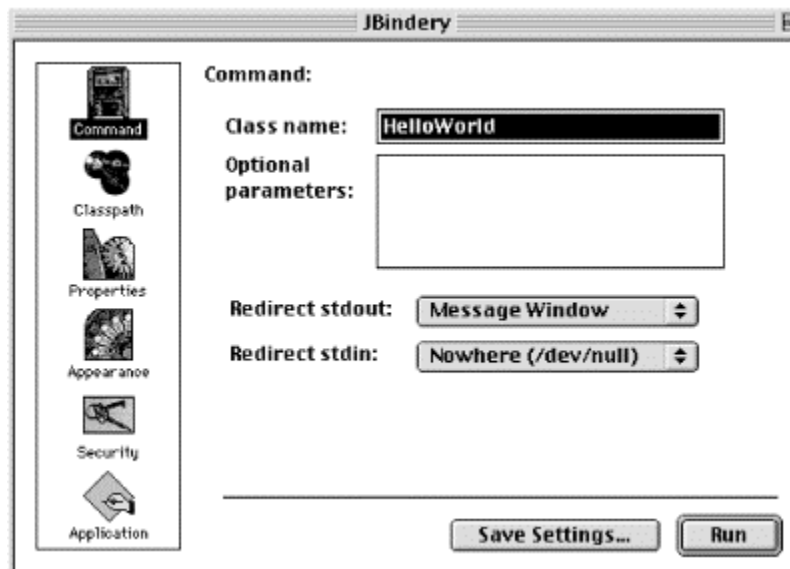 JBindery
Command
Classpath
Properties
Appearance
Security
Application
Command:
Class name:
HelloWorld
Optional
parameters:
Redirect stdout:
Message Window
Redirect stdin:
Nowhere (/dev/null)
Save Settings...
Run